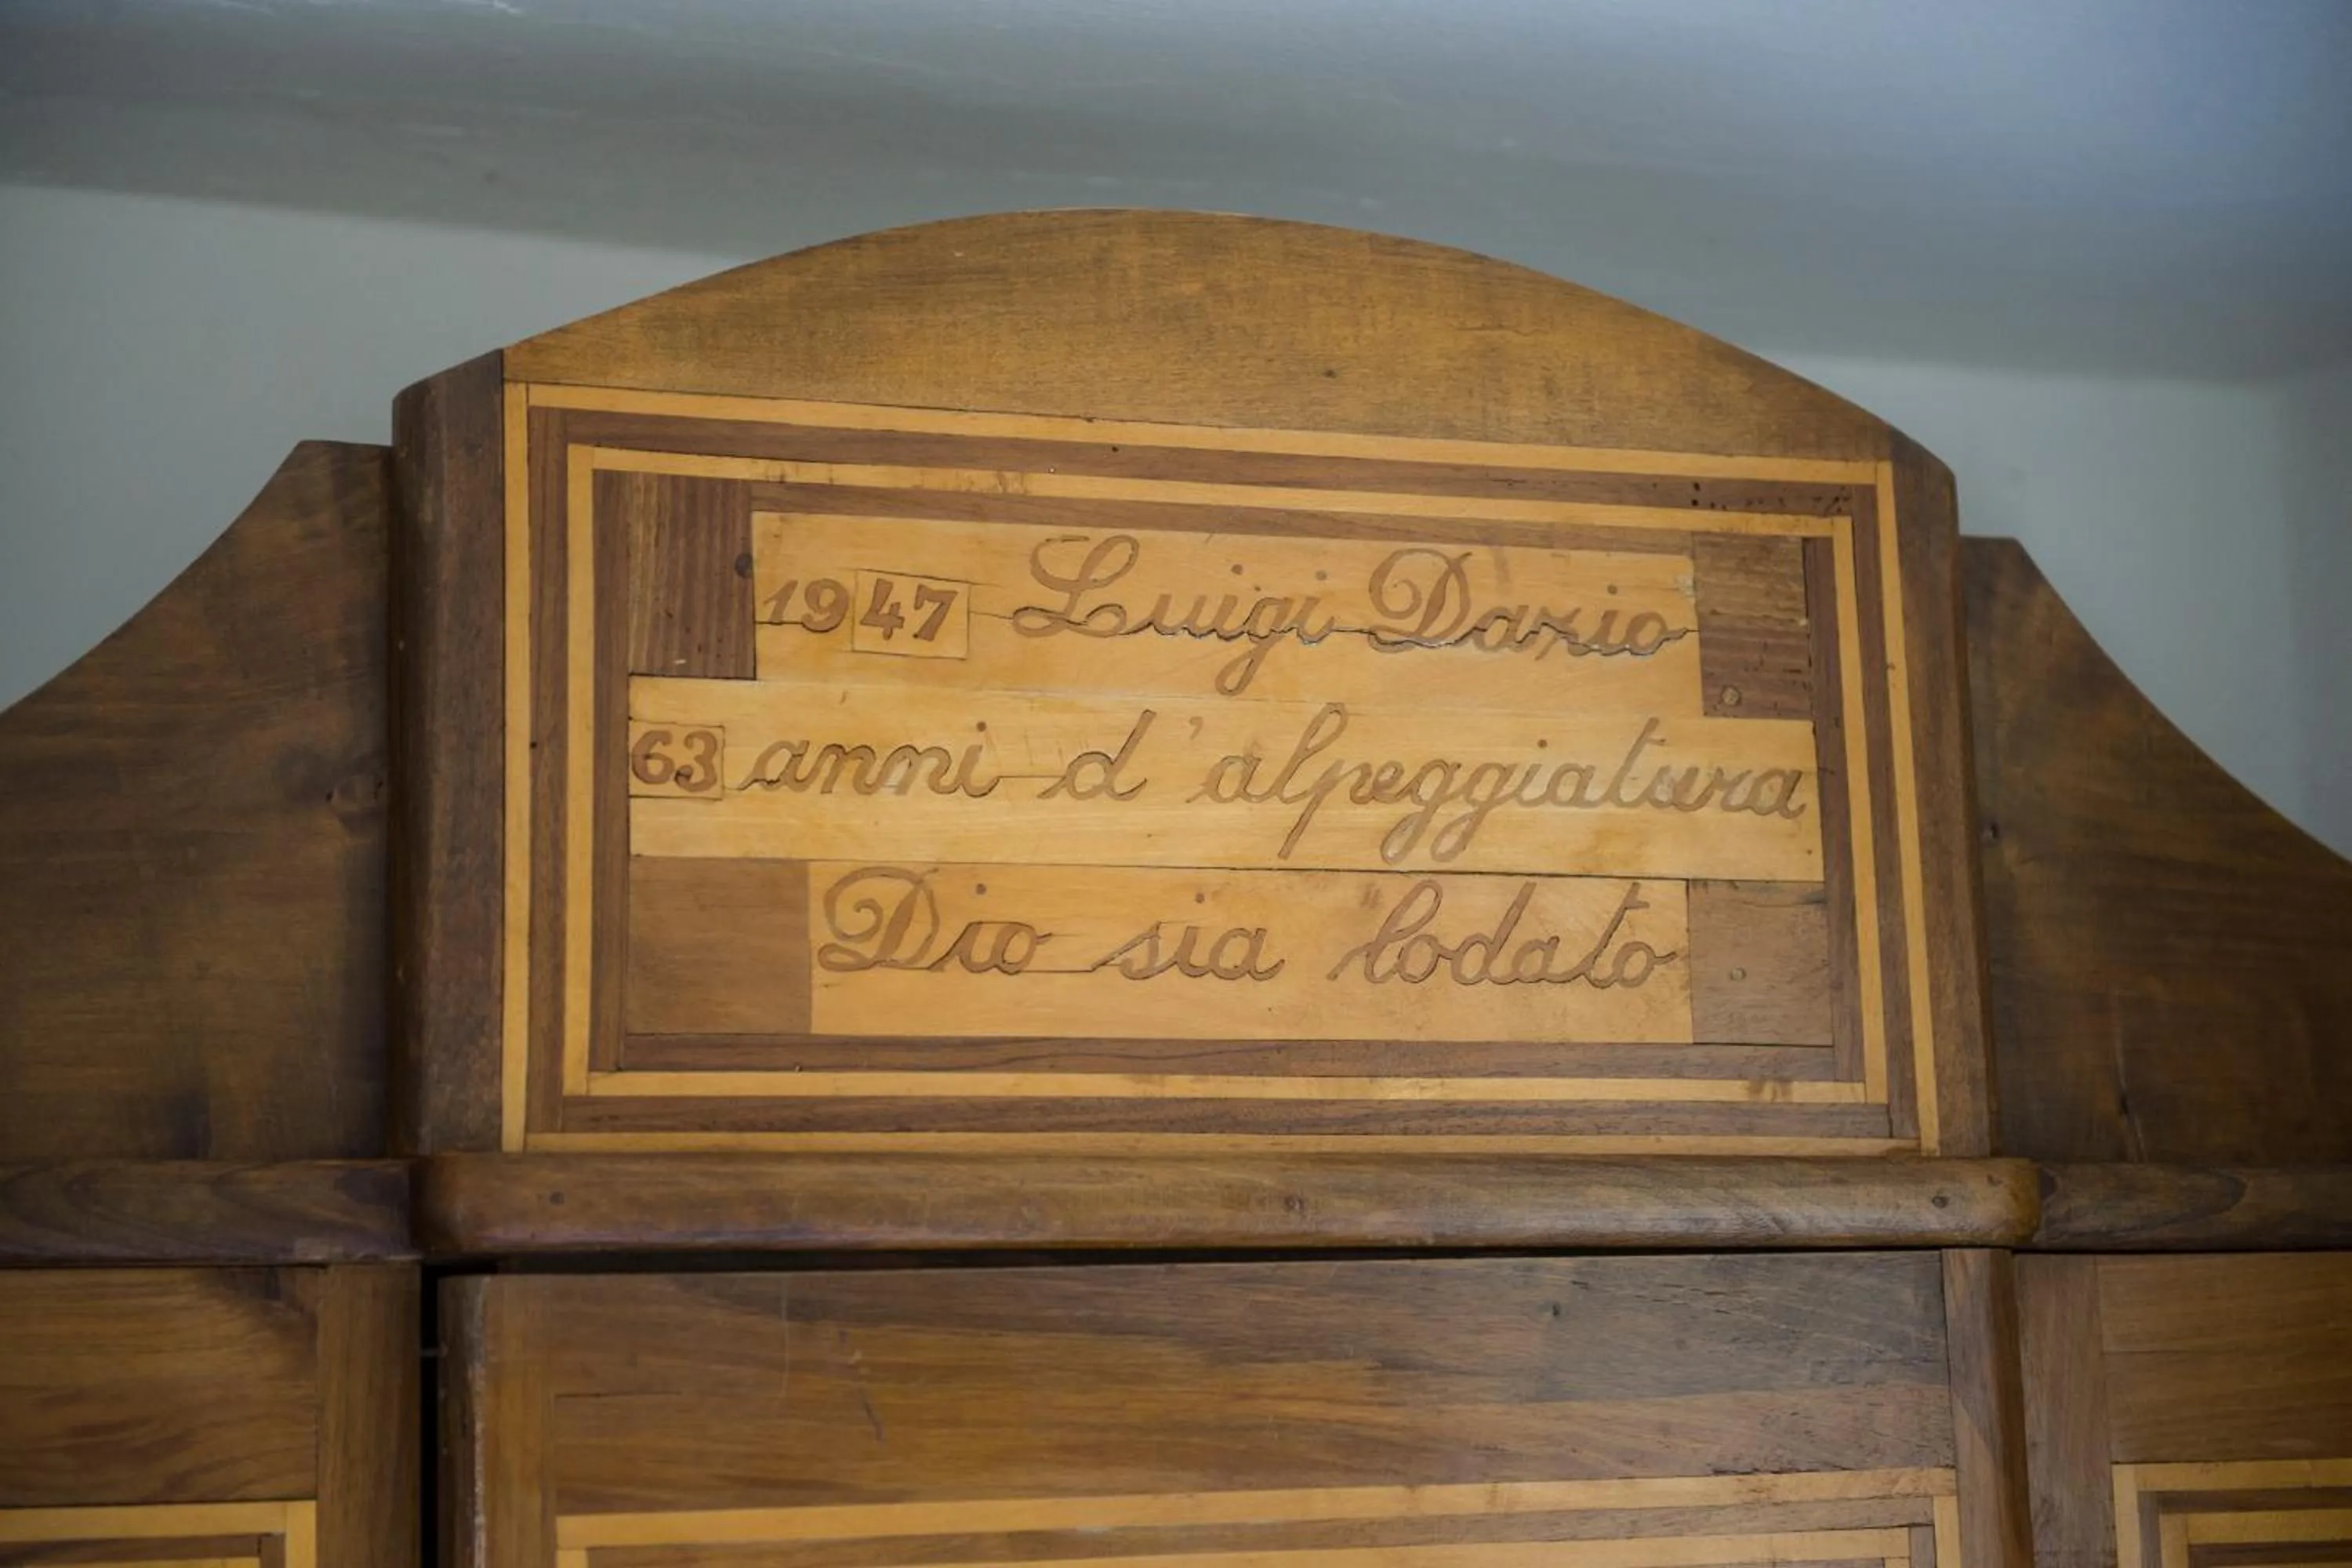 1947 Luigi Dario
63 anni d'alpeggiatura
Dio sia lodato